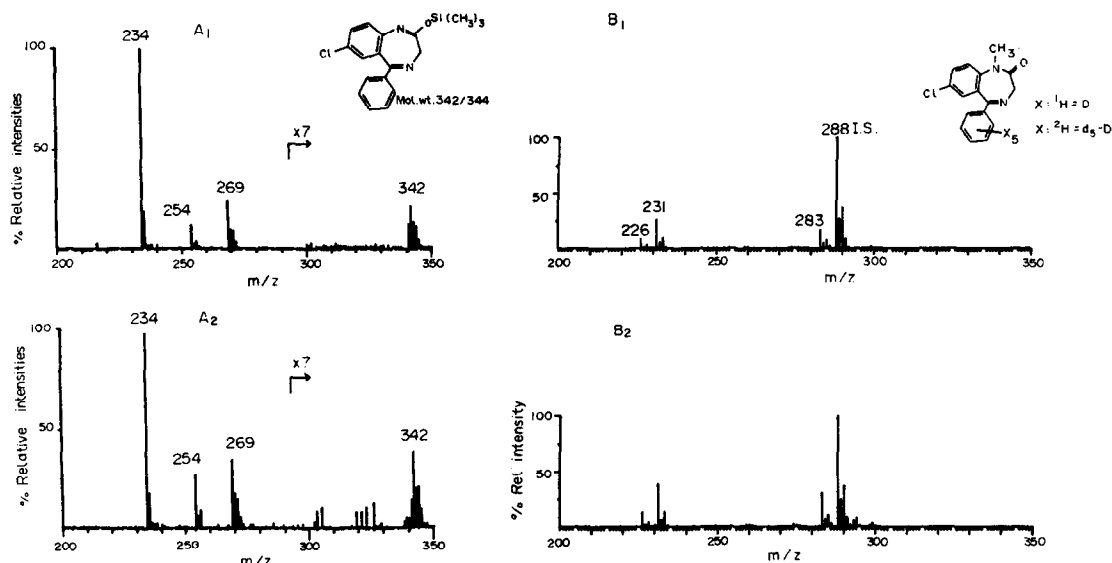 A1
234
OSi(CH3)3
N
Cl
N
Mol.wt.342/344
x7
254
269
342
100
50
% Relative intensities
200
250
300
350
m/z
B1
CH3
N
O
Cl
N
X5
X:¹H=D
X:²H=d5-D
288 I.S.
231
226
283
100
50
200
250
300
350
m/z
A2
234
x7
254
269
342
100
50
% Relative intensities
200
250
300
350
m/z
B2
100
50
% Rel intensity
200
250
300
350
m/z